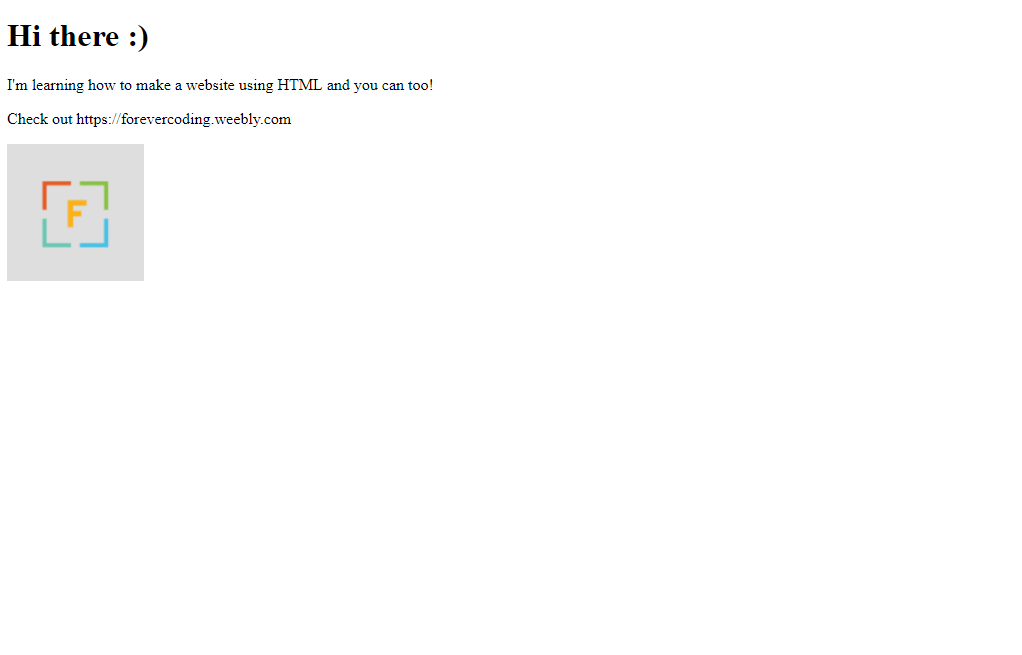 Hi there :)
I'm learning how to make a website using HTML and you can too!
Check out https://forevercoding.weebly.com
F